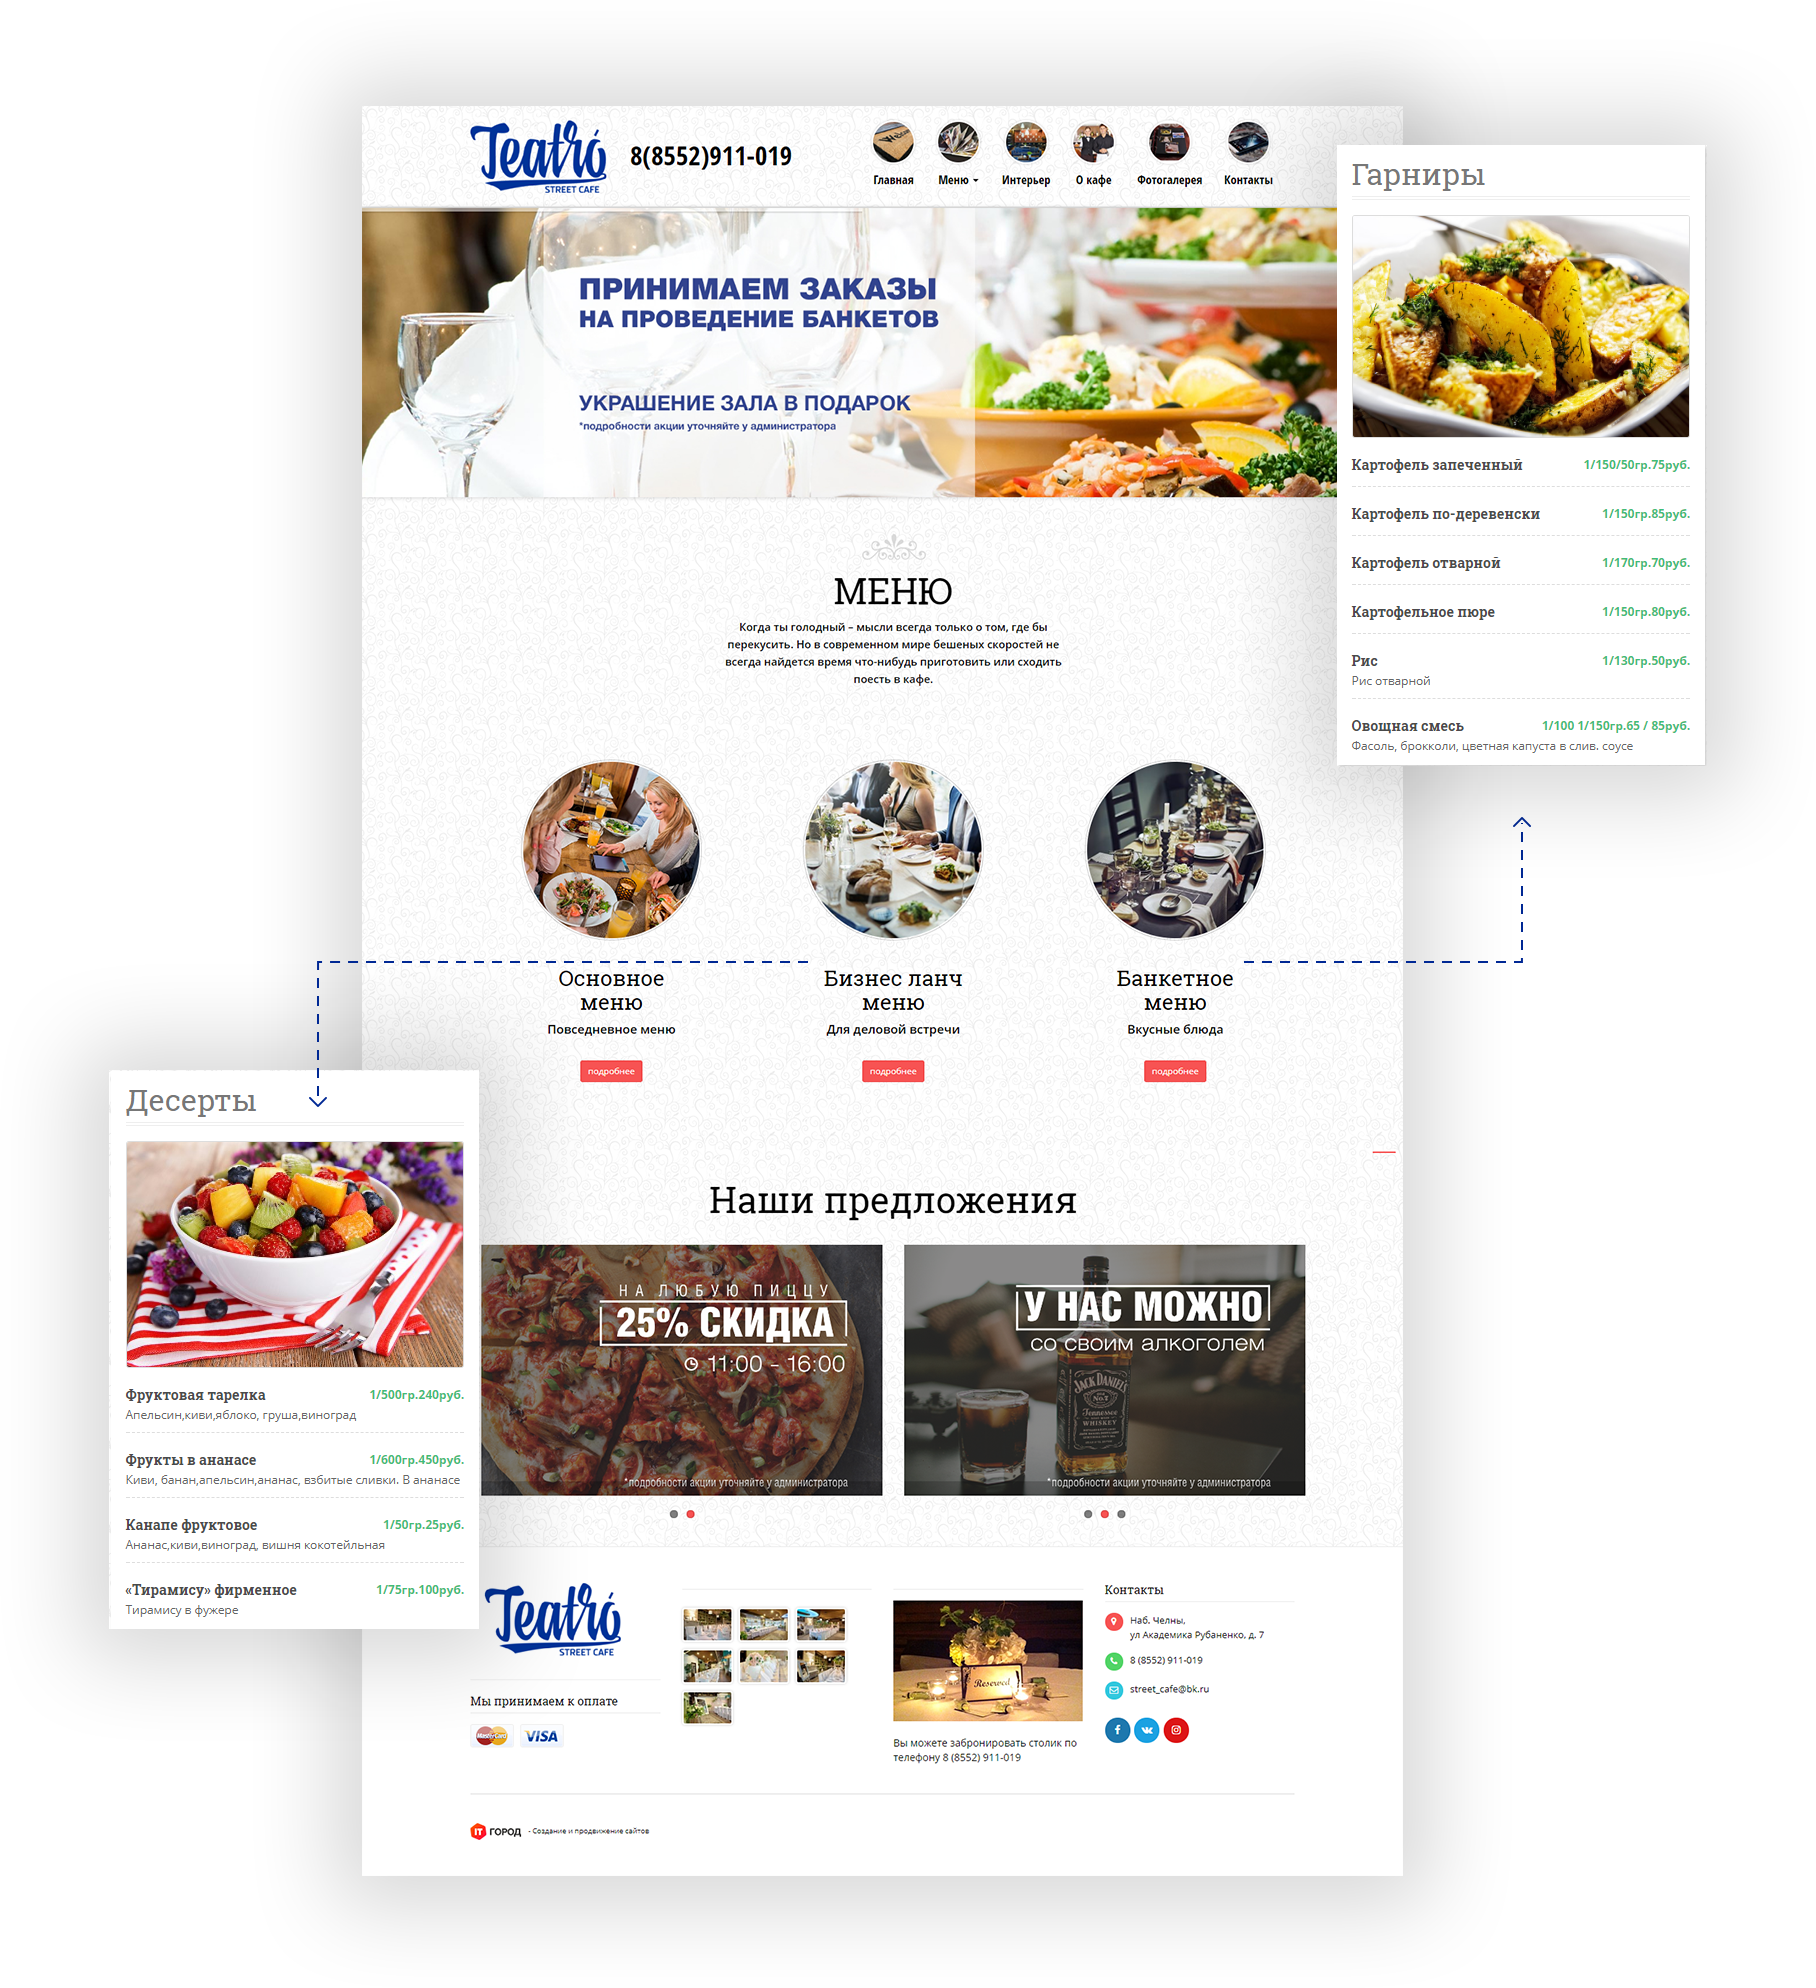 Teatró
STREET CAFE
8(8552)911-019
Главная
Меню
Интерьер
О кафе
Фотогалерея
Контакты
ПРИНИМАЕМ ЗАКАЗЫ
НА ПРОВЕДЕНИЕ БАНКЕТОВ
УКРАШЕНИЕ ЗАЛА В ПОДАРОК
*подробности акции уточняйте у администратора
Гарниры
Картофель запеченный 1/150/50гр.75руб.
Картофель по-деревенски 1/150гр.85руб.
Картофель отварной 1/170гр.70руб.
Картофельное пюре 1/150гр.80руб.
Рис 1/130гр.50руб.
Рис отварной
Овощная смесь 1/100 1/150гр.65 / 85руб.
Фасоль, брокколи, цветная капуста в слив. соусе
МЕНЮ
Когда ты голодный – мысли всегда только о том, где бы
перекусить. Но в современном мире бешеных скоростей не
всегда найдется время что-нибудь приготовить или сходить
поесть в кафе.
Основное
меню
Повседневное меню
подробнее
Бизнес ланч
меню
Для деловой встречи
подробнее
Банкетное
меню
Вкусные блюда
подробнее
Десерты
Фруктовая тарелка 1/500гр.240руб.
Апельсин,киви,яблоко, груша,виноград
Фрукты в ананасе 1/600гр.450руб.
Киви, банан,апельсин,ананас, взбитые сливки. В ананасе
Канапе фруктовое 1/50гр.25руб.
Ананас,киви,виноград, вишня кокотейльная
«Тирамису» фирменное 1/75гр.100руб.
Тирамису в фужере
Наши предложения
НА ЛЮБУЮ ПИЦЦУ
25% СКИДКА
11:00 - 16:00
*подробности акции уточняйте у администратора
У НАС МОЖНО
СО СВОИМ АЛКОГОЛЕМ
JACK DANIEL'S
Tennessee
WHISKEY
*подробности акции уточняйте у администратора
Teatró
STREET CAFE
Мы принимаем к оплате
MasterCard
VISA
Reserved
Вы можете забронировать столик по
телефону 8 (8552) 911-019
Контакты
Наб. Челны,
ул Академика Рубаненко, д. 7
8 (8552) 911-019
street_cafe@bk.ru
IT ГОРОД - Создание и продвижение сайтов